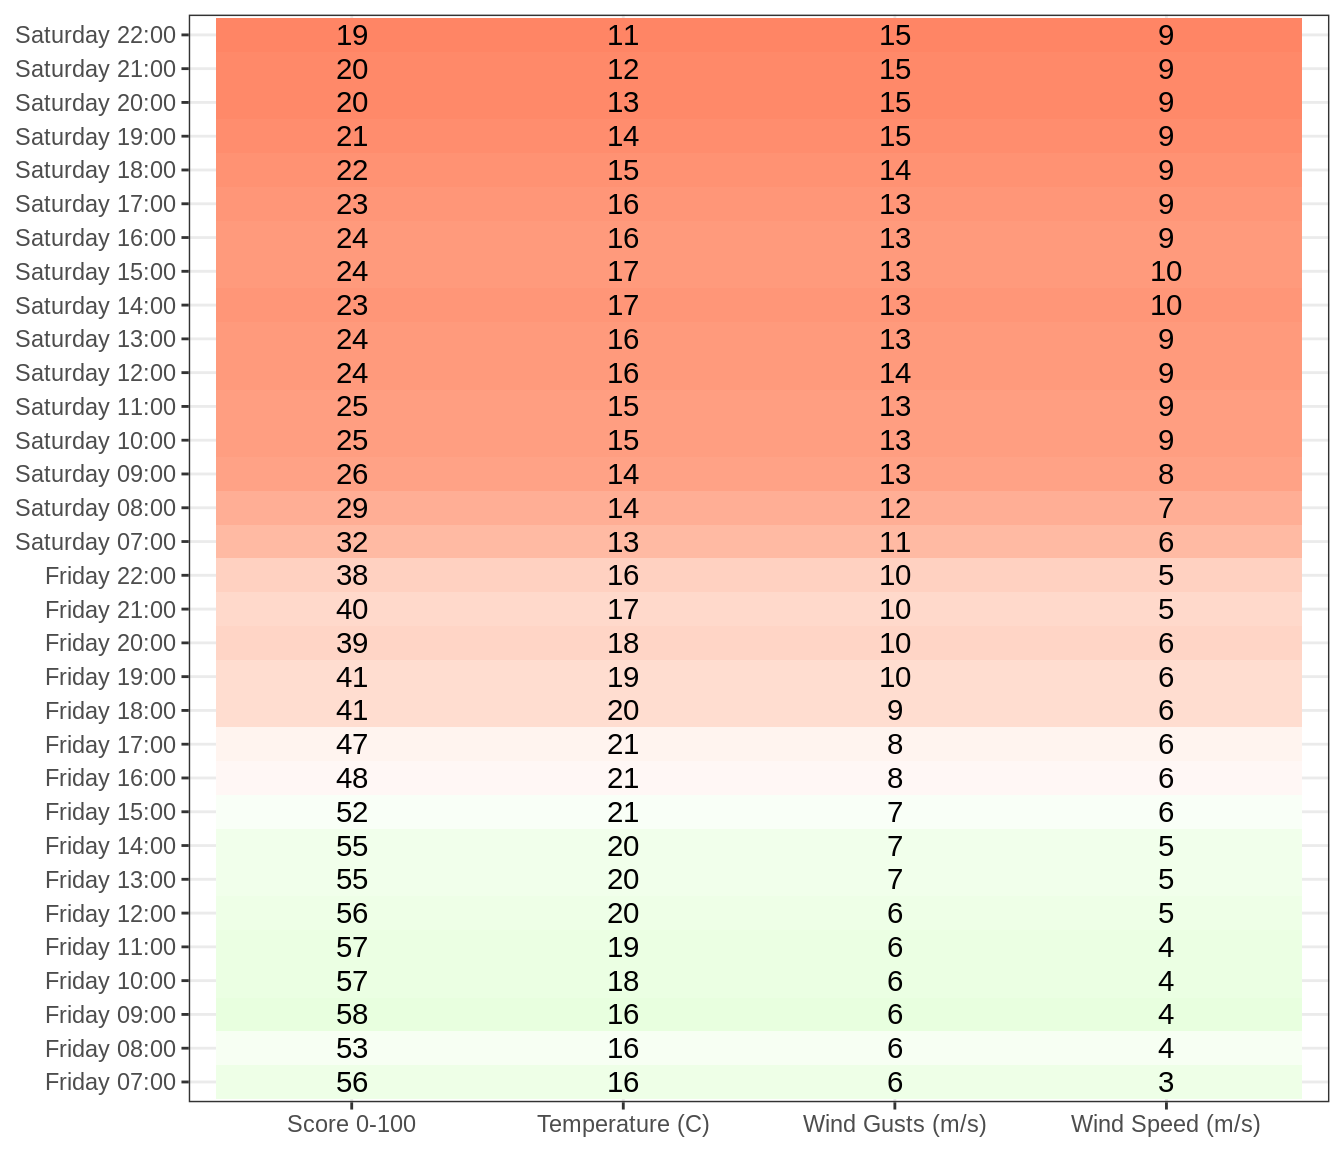 Saturday 22:00 19 11 15 9
Saturday 21:00 20 12 15 9
Saturday 20:00 20 13 15 9
Saturday 19:00 21 14 15 9
Saturday 18:00 22 15 14 9
Saturday 17:00 23 16 13 9
Saturday 16:00 24 16 13 9
Saturday 15:00 24 17 13 10
Saturday 14:00 23 17 13 10
Saturday 13:00 24 16 13 9
Saturday 12:00 24 16 14 9
Saturday 11:00 25 15 13 9
Saturday 10:00 25 15 13 9
Saturday 09:00 26 14 13 8
Saturday 08:00 29 14 12 7
Saturday 07:00 32 13 11 6
Friday 22:00 38 16 10 5
Friday 21:00 40 17 10 5
Friday 20:00 39 18 10 6
Friday 19:00 41 19 10 6
Friday 18:00 41 20 9 6
Friday 17:00 47 21 8 6
Friday 16:00 48 21 8 6
Friday 15:00 52 21 7 6
Friday 14:00 55 20 7 5
Friday 13:00 55 20 7 5
Friday 12:00 56 20 6 5
Friday 11:00 57 19 6 4
Friday 10:00 57 18 6 4
Friday 09:00 58 16 6 4
Friday 08:00 53 16 6 4
Friday 07:00 56 16 6 3
Score 0-100 Temperature (C) Wind Gusts (m/s) Wind Speed (m/s)